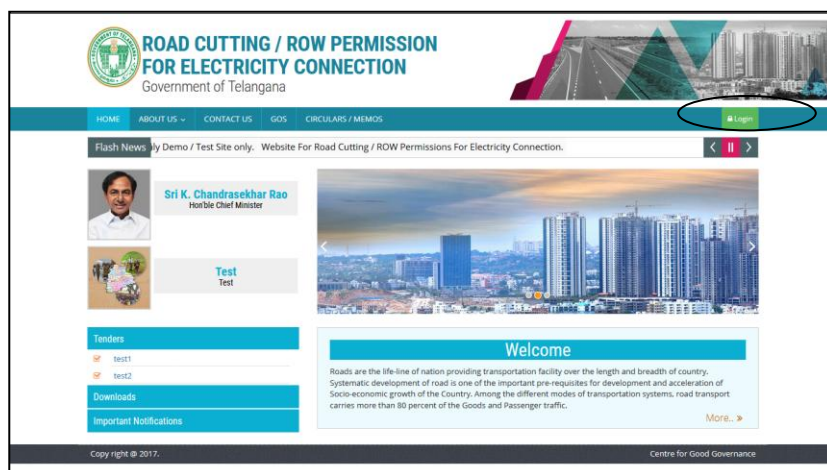 ROAD CUTTING / ROW PERMISSION
FOR ELECTRICITY CONNECTION
Government of Telangana
HOME ABOUT US CONTACT US GOS CIRCULARS / MEMOS Login
Flash News ly Demo / Test Site only. Website For Road Cutting / ROW Permissions For Electricity Connection.
Sri K. Chandrasekhar Rao
Hon'ble Chief Minister
Test
Test
Tenders
test1
test2
Downloads
Important Notifications
Welcome
Roads are the life-line of nation providing transportation facility over the length and breadth of country.
Systematic development of road is one of the important pre-requisites for development and acceleration of
Socio-economic growth of the Country. Among the different modes of transportation systems, road transport
carries more than 80 percent of the Goods and Passenger traffic.
More.. »
Copy right @ 2017. Centre for Good Governance